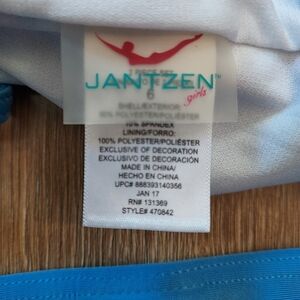 JANTZEN™
girls
6
SHELL/EXTERIOR:
90% POLYESTER/POLIÉSTER
10% SPANDEX
LINING/FORRO:
100% POLYESTER/POLIÉSTER
EXCLUSIVE OF DECORATION
EXCLUSIVO DE DECORACIÓN
MADE IN CHINA/
HECHO EN CHINA
UPC# 888393140356
JAN 17
RN# 131369
STYLE# 470842